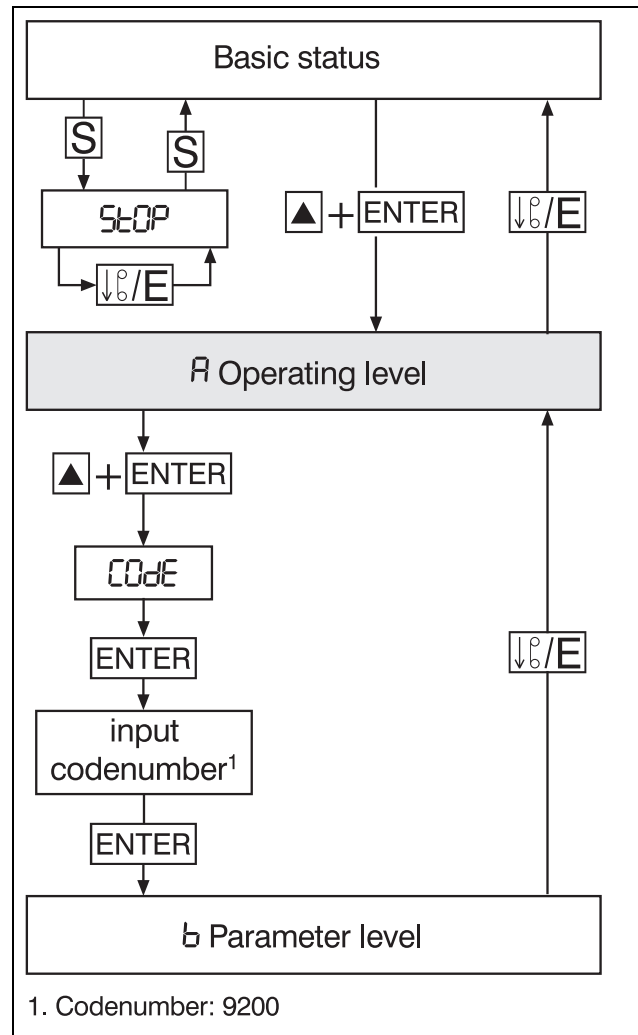 Basic status
S
S
StOP
▲ + ENTER
/E
/E
A Operating level
▲ + ENTER
COdE
ENTER
/E
input
codenumber¹
ENTER
b Parameter level
1. Codenumber: 9200